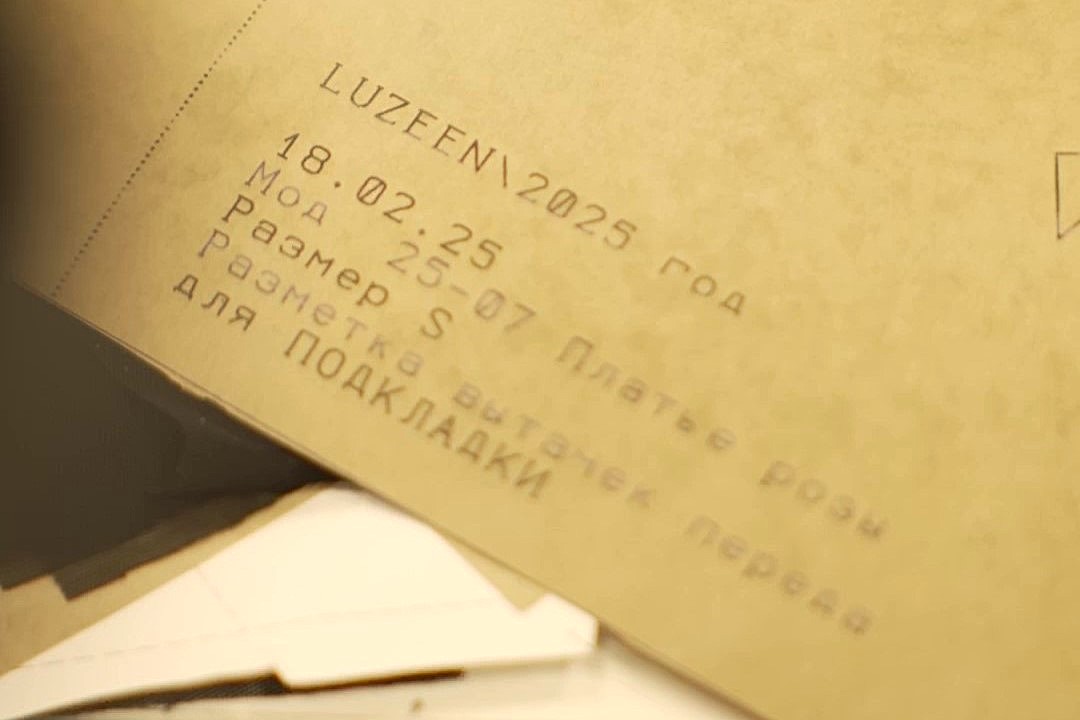 LUZEEN\2025 год
18.02.25
Мод 25-07 Платье розы
Размер S
Разметка вытачек переда
для ПОДКЛАДКИ